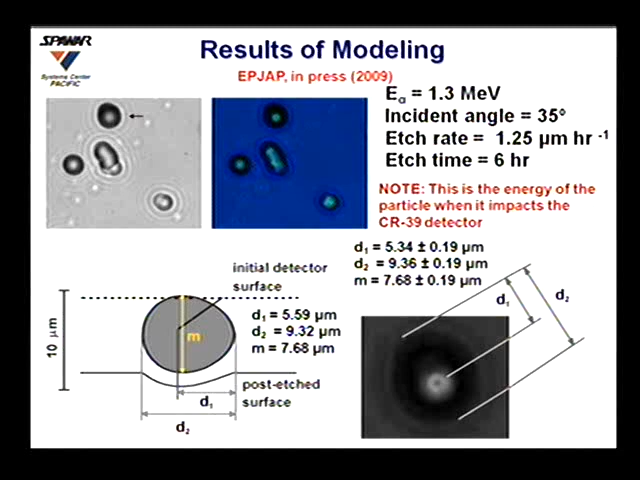 SPAWAR
Systems Center
PACIFIC
Results of Modeling
EPJAP, in press (2009)
Eα = 1.3 MeV
Incident angle = 35º
Etch rate = 1.25 µm hr -1
Etch time = 6 hr
NOTE: This is the energy of the
particle when it impacts the
CR-39 detector
d1 = 5.34 ± 0.19 µm
d2 = 9.36 ± 0.19 µm
m = 7.68 ± 0.19 µm
initial detector
surface
d1 = 5.59 µm
d2 = 9.32 µm
m = 7.68 µm
10 µm
m
post-etched
surface
d1
d2
d1
d2